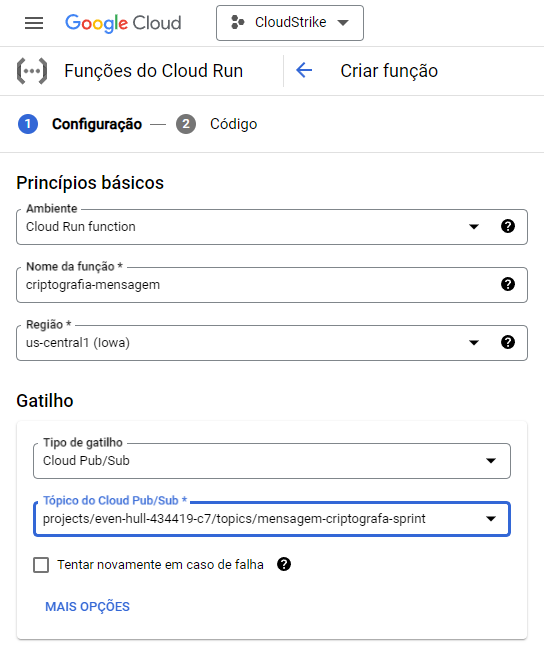 Google Cloud
CloudStrike
Funções do Cloud Run
Criar função
1 Configuração
2 Código
Princípios básicos
Ambiente
Cloud Run function
Nome da função *
criptografia-mensagem
Região *
us-central1 (Iowa)
Gatilho
Tipo de gatilho
Cloud Pub/Sub
Tópico do Cloud Pub/Sub *
projects/even-hull-434419-c7/topics/mensagem-criptografa-sprint
Tentar novamente em caso de falha
MAIS OPÇÕES